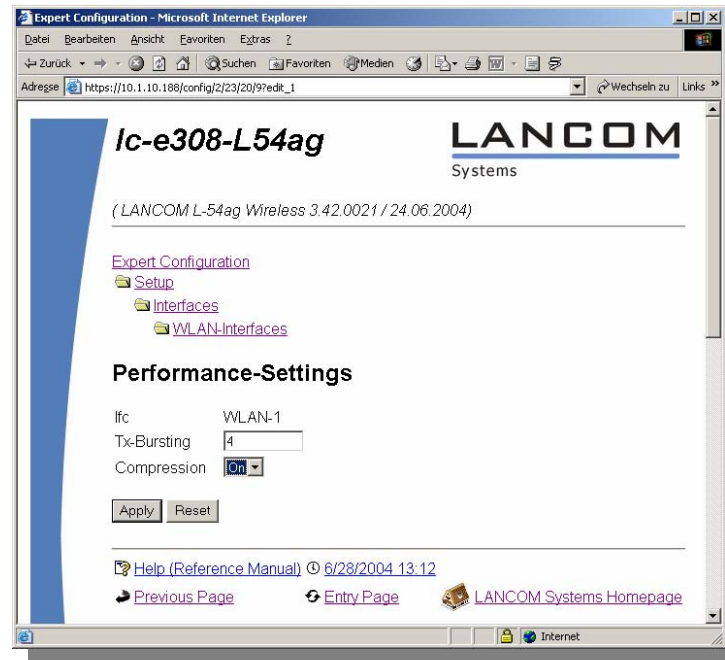 Expert Configuration - Microsoft Internet Explorer
Datei Bearbeiten Ansicht Favoriten Extras ?
Zurück Suchen Favoriten Medien
Adresse https://10.1.10.188/config/2/23/20/9?edit_1 Wechseln zu Links »
lc-e308-L54ag
LANCOM
Systems
( LANCOM L-54ag Wireless 3.42.0021 / 24.06.2004)
Expert Configuration
Setup
Interfaces
WLAN-Interfaces
Performance-Settings
Ifc WLAN-1
Tx-Bursting 4
Compression On
Apply Reset
Help (Reference Manual) 6/28/2004 13:12
Previous Page Entry Page LANCOM Systems Homepage
Internet